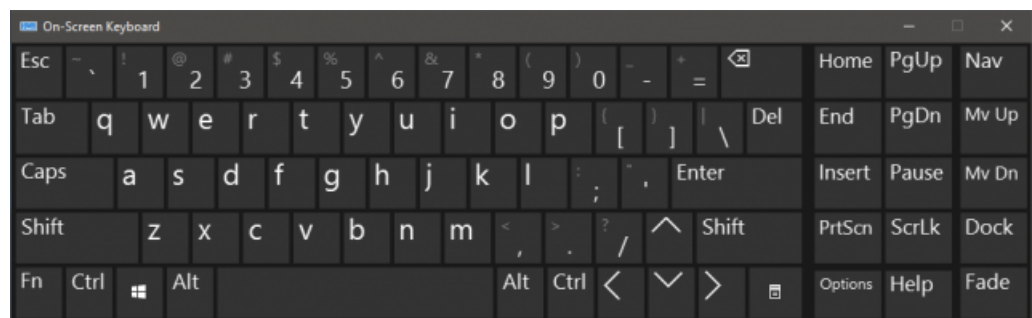 On-Screen Keyboard
Esc ~ ` ! 1 @ 2 # 3 $ 4 % 5 ^ 6 & 7 * 8 ( 9 ) 0 _ - + = Home PgUp Nav
Tab q w e r t y u i o p { [ } ] | \ Del End PgDn Mv Up
Caps a s d f g h j k l : ; " ' Enter Insert Pause Mv Dn
Shift z x c v b n m < , > . ? / Shift PrtScn ScrLk Dock
Fn Ctrl Alt Alt Ctrl Options Help Fade